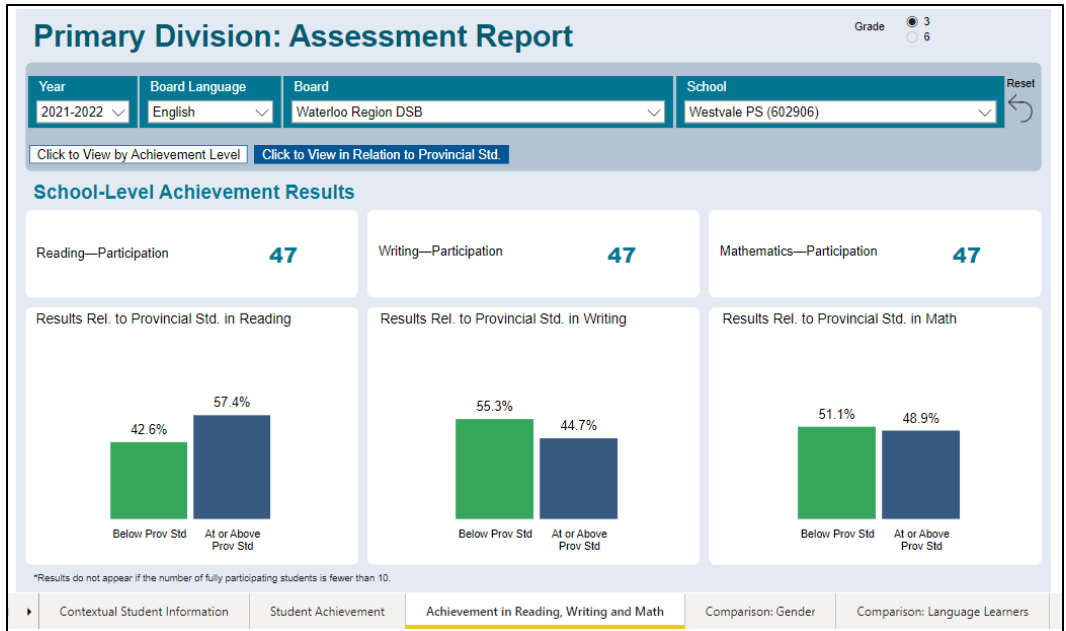 Primary Division: Assessment Report
Grade
3
6
Year
Board Language
Board
School
Reset
2021-2022
English
Waterloo Region DSB
Westvale PS (602906)
Click to View by Achievement Level
Click to View in Relation to Provincial Std.
School-Level Achievement Results
Reading—Participation
47
Writing—Participation
47
Mathematics—Participation
47
Results Rel. to Provincial Std. in Reading
42.6%
57.4%
Below Prov Std
At or Above
Prov Std
Results Rel. to Provincial Std. in Writing
55.3%
44.7%
Below Prov Std
At or Above
Prov Std
Results Rel. to Provincial Std. in Math
51.1%
48.9%
Below Prov Std
At or Above
Prov Std
*Results do not appear if the number of fully participating students is fewer than 10.
Contextual Student Information
Student Achievement
Achievement in Reading, Writing and Math
Comparison: Gender
Comparison: Language Learners